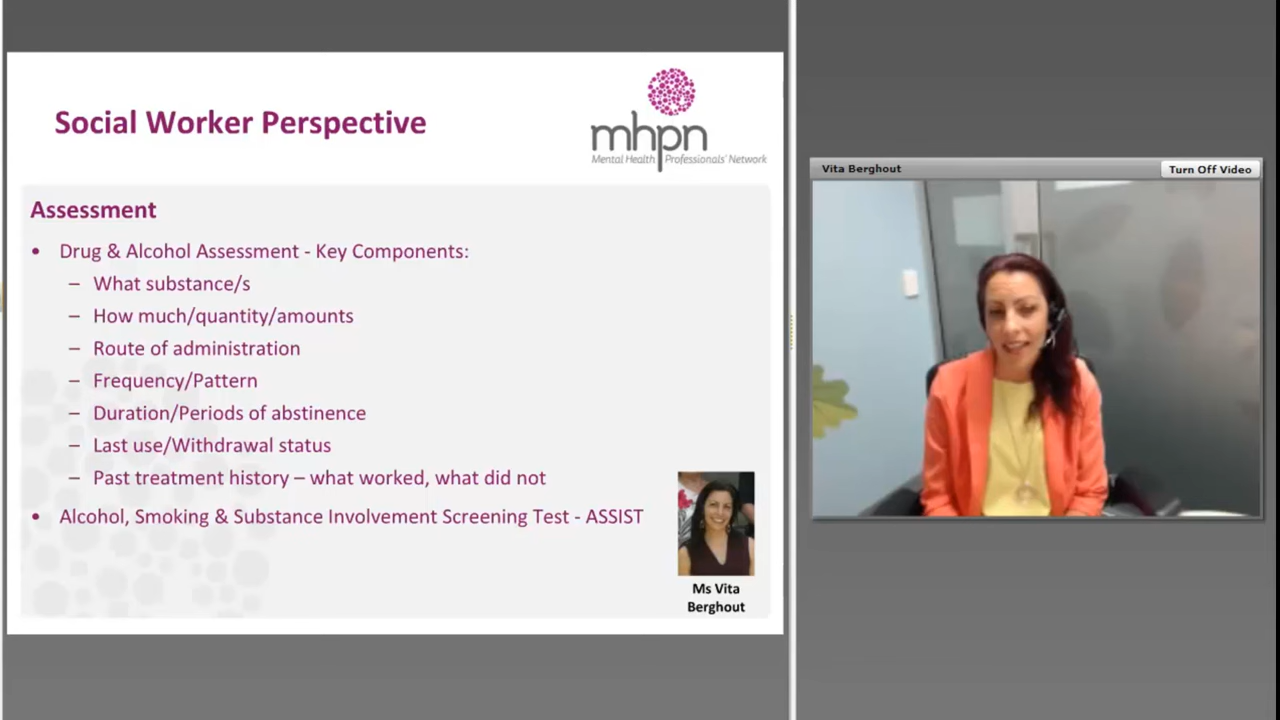 Social Worker Perspective
mhpn
Mental Health Professionals' Network
Assessment
• Drug & Alcohol Assessment - Key Components:
– What substance/s
– How much/quantity/amounts
– Route of administration
– Frequency/Pattern
– Duration/Periods of abstinence
– Last use/Withdrawal status
– Past treatment history – what worked, what did not
• Alcohol, Smoking & Substance Involvement Screening Test - ASSIST
Ms Vita
Berghout
Vita Berghout
Turn Off Video